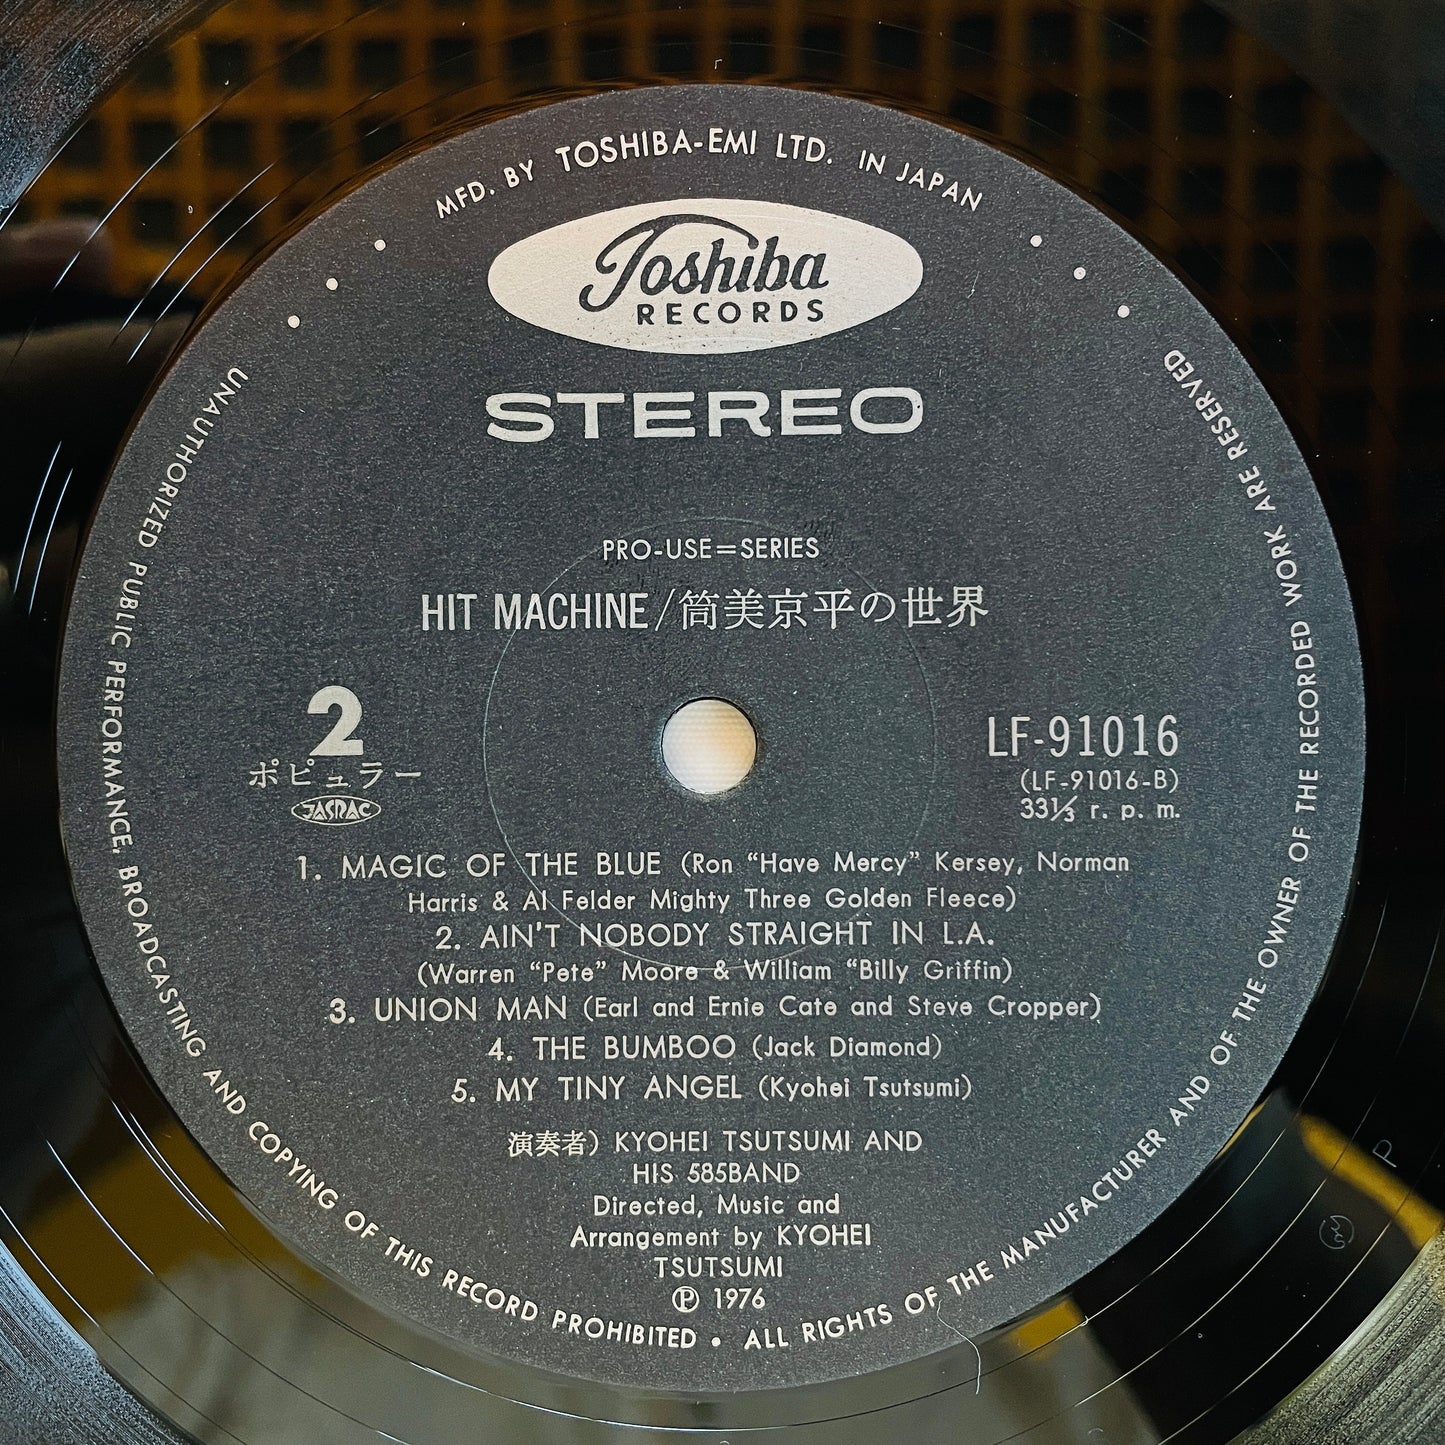 MFD. BY TOSHIBA-EMI LTD. IN JAPAN
Toshiba
RECORDS
STEREO
PRO-USE=SERIES
HIT MACHINE/筒美京平の世界
2
ポピュラー
JASRAC
LF-91016
(LF-91016-B)
33⅓ r. p. m.
1. MAGIC OF THE BLUE (Ron "Have Mercy" Kersey, Norman
Harris & Al Felder Mighty Three Golden Fleece)
2. AIN'T NOBODY STRAIGHT IN L.A.
(Warren "Pete" Moore & William "Billy Griffin)
3. UNION MAN (Earl and Ernie Cate and Steve Cropper)
4. THE BUMBOO (Jack Diamond)
5. MY TINY ANGEL (Kyohei Tsutsumi)
演奏者) KYOHEI TSUTSUMI AND
HIS 585BAND
Directed, Music and
Arrangement by KYOHEI
TSUTSUMI
℗ 1976
UNAUTHORIZED PUBLIC PERFORMANCE, BROADCASTING AND COPYING OF THIS RECORD PROHIBITED • ALL RIGHTS OF THE MANUFACTURER AND OF THE OWNER OF THE RECORDED WORK ARE RESERVED
P